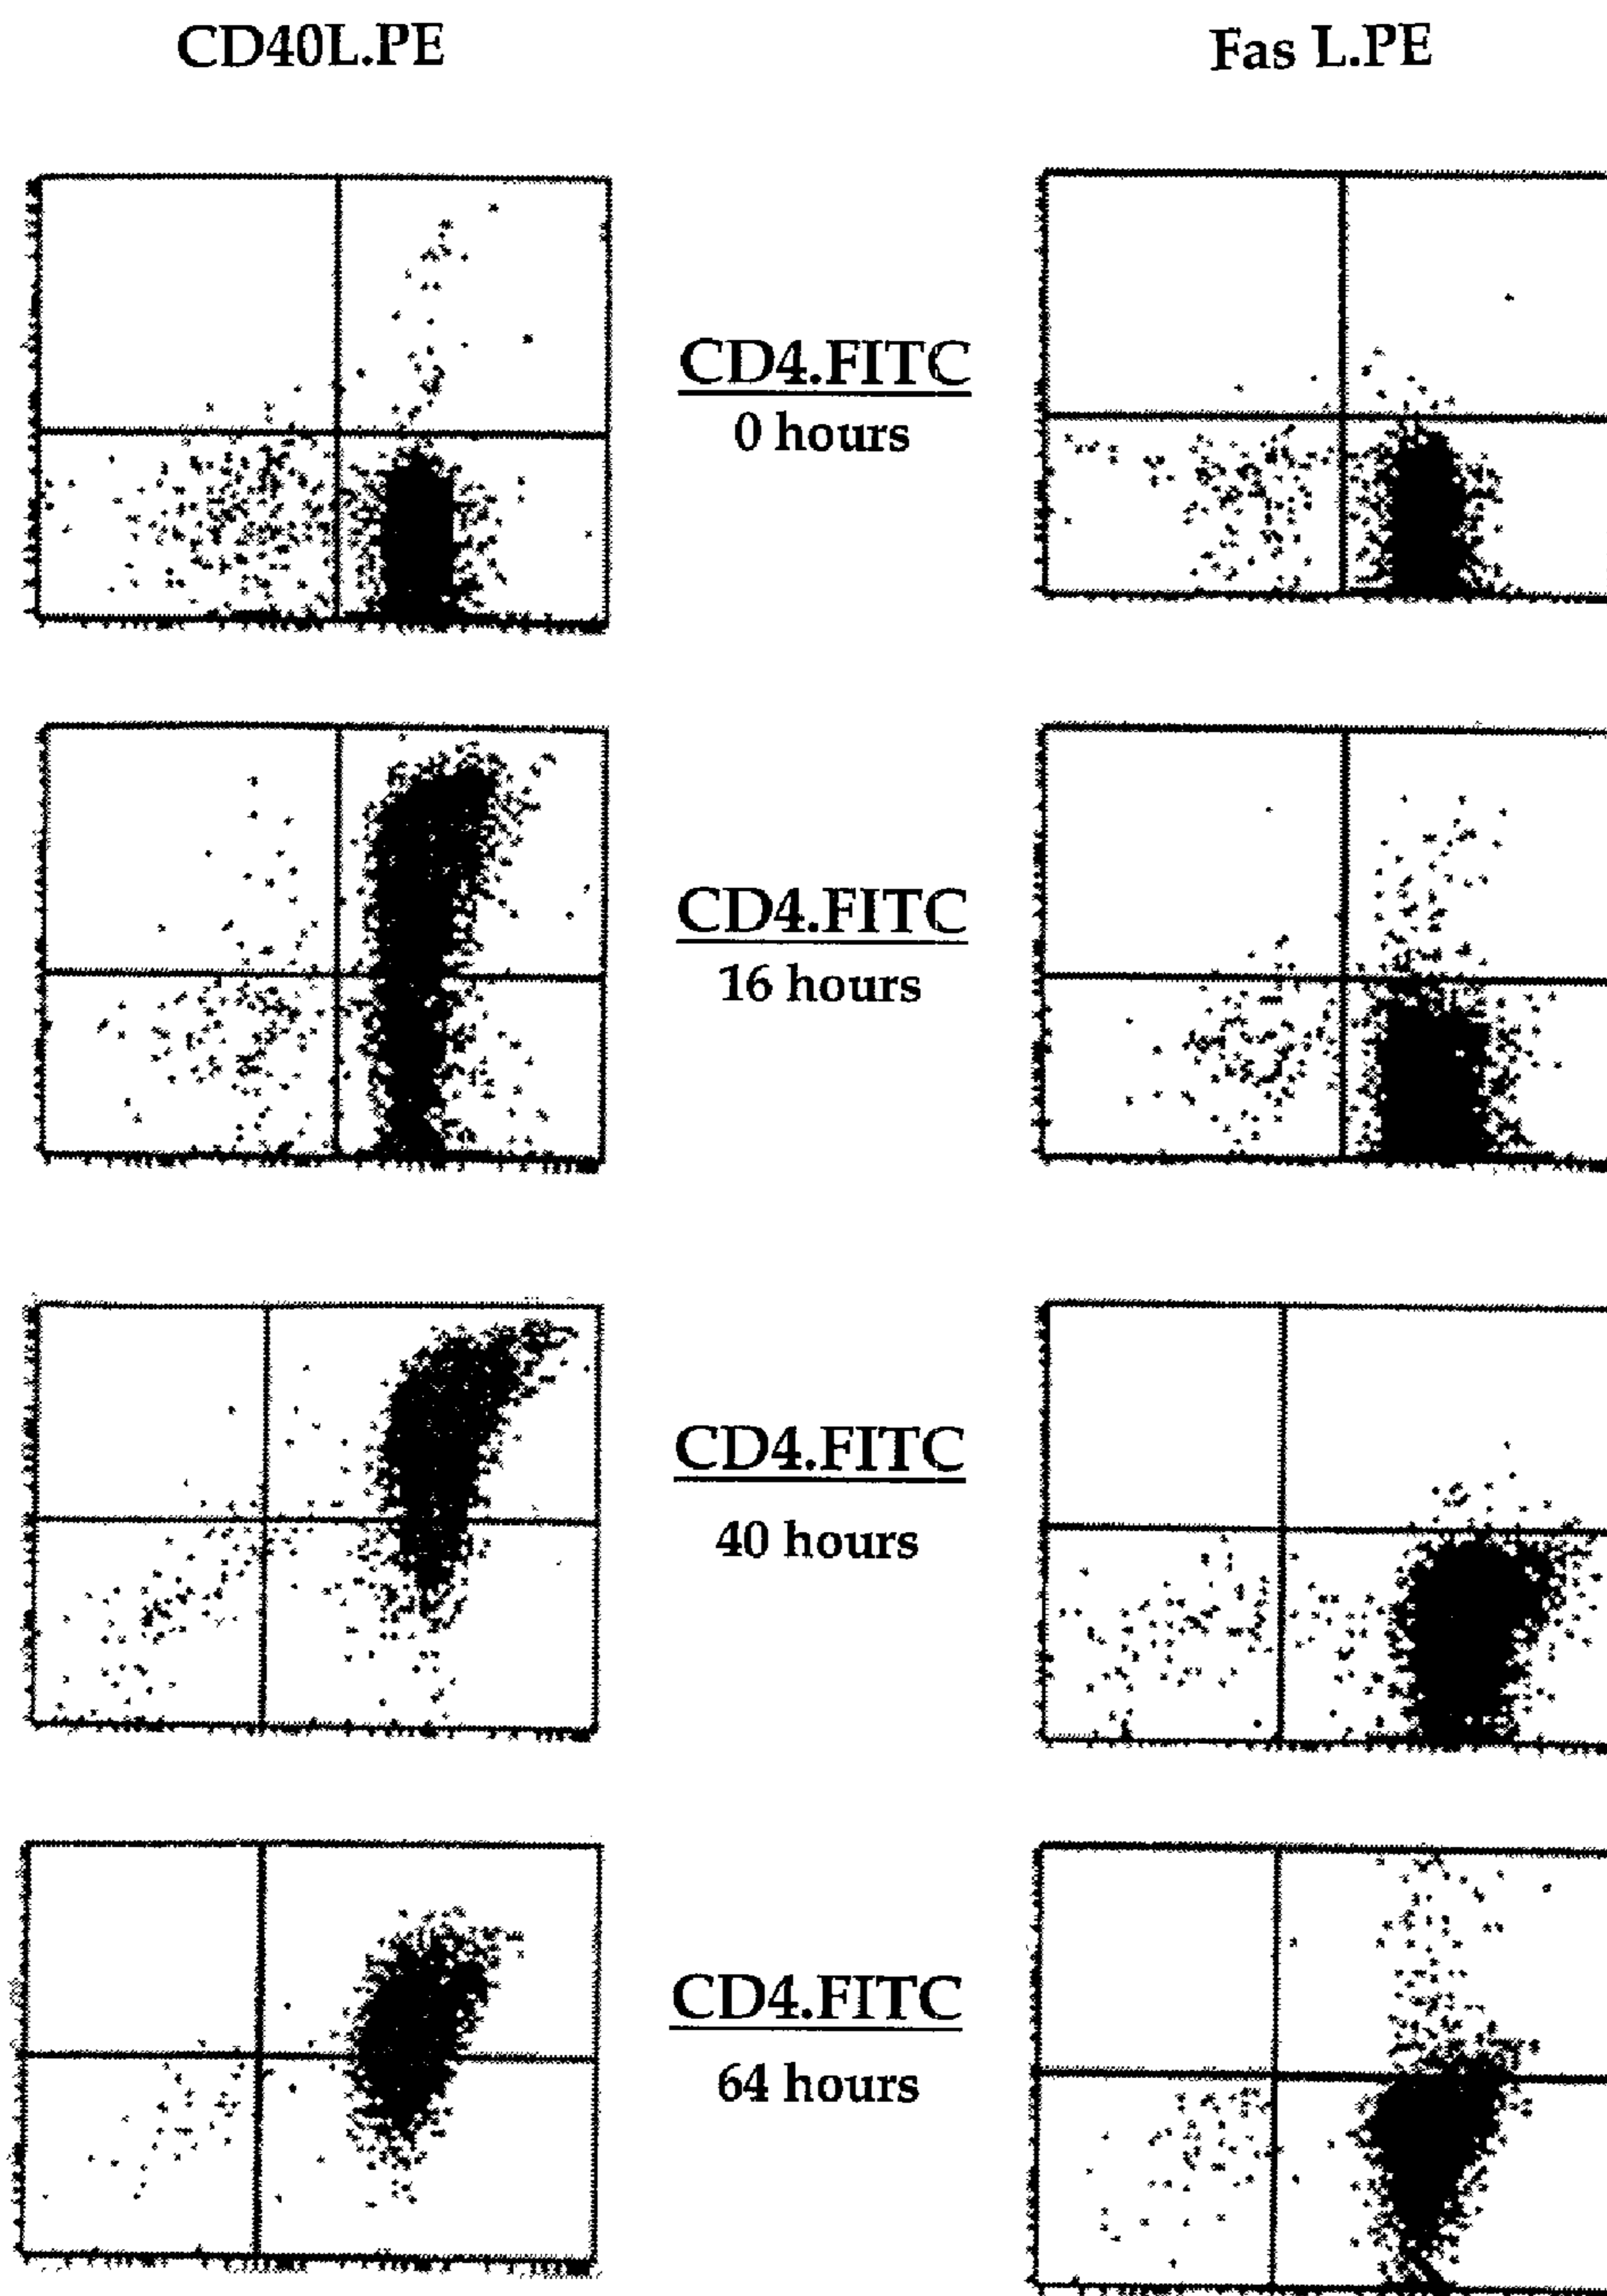 CD40L.PE
Fas L.PE
CD4.FITC
0 hours
CD4.FITC
16 hours
CD4.FITC
40 hours
CD4.FITC
64 hours